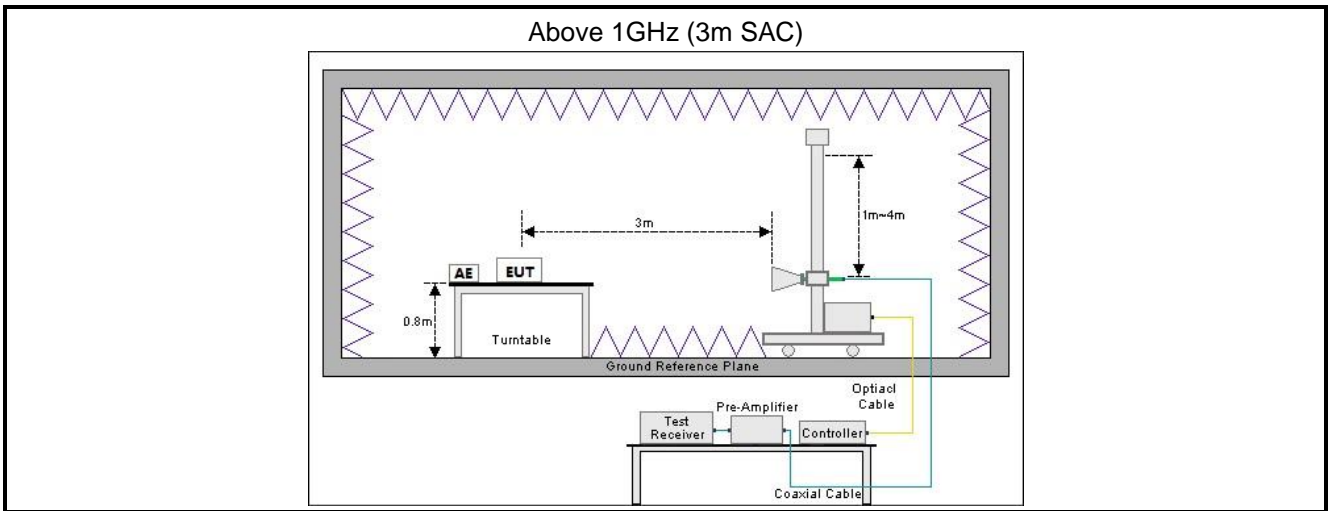 Above 1GHz (3m SAC)
1m~4m
3m
AE
EUT
0.8m
Turntable
Ground Reference Plane
Optiacl
Cable
Pre-Amplifier
Test
Receiver
Controller
Coaxial Cable